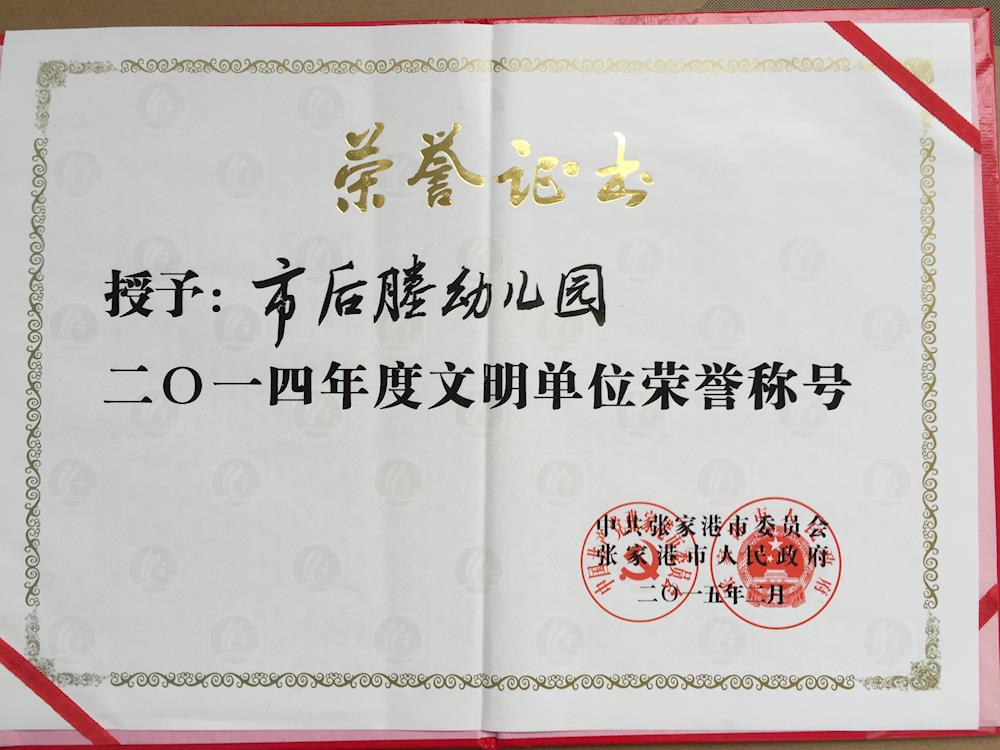 荣誉证书
授予：市后塍幼儿园
二〇一四年度文明单位荣誉称号
中共张家港市委员会
张家港市人民政府
二〇一五年二月